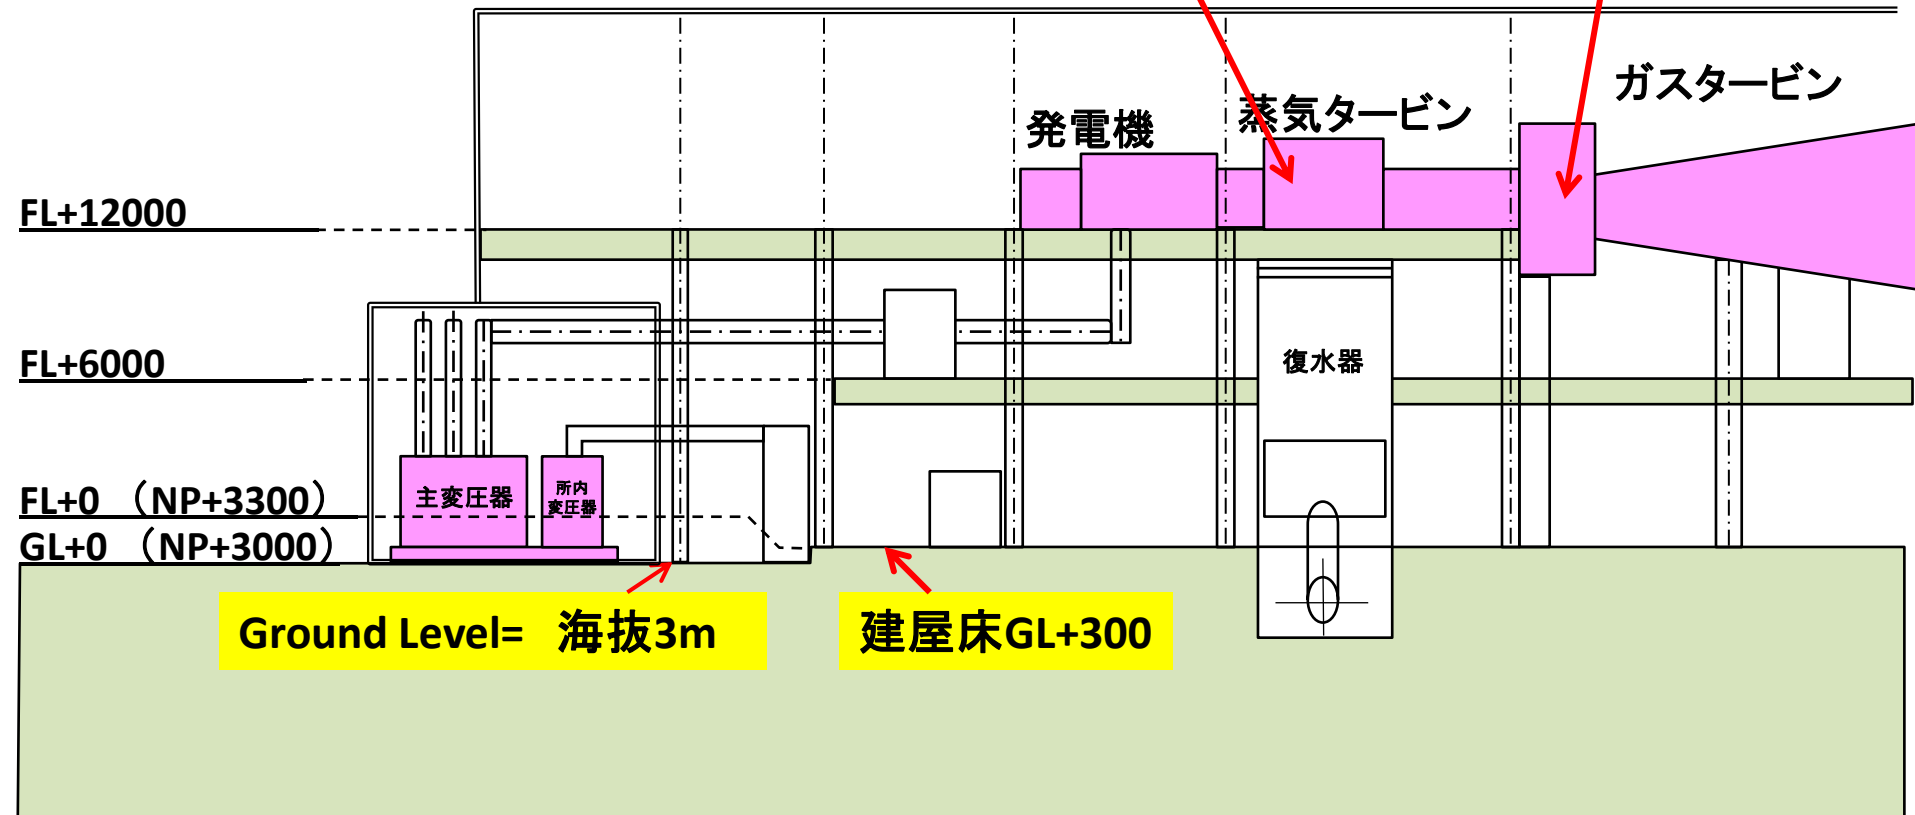 ガスタービン
蒸気タービン
発電機
FL+12000
FL+6000
復水器
FL+0 （NP+3300）
GL+0 （NP+3000）
主変圧器
所内
変圧器
Ground Level= 海抜3m
建屋床GL+300